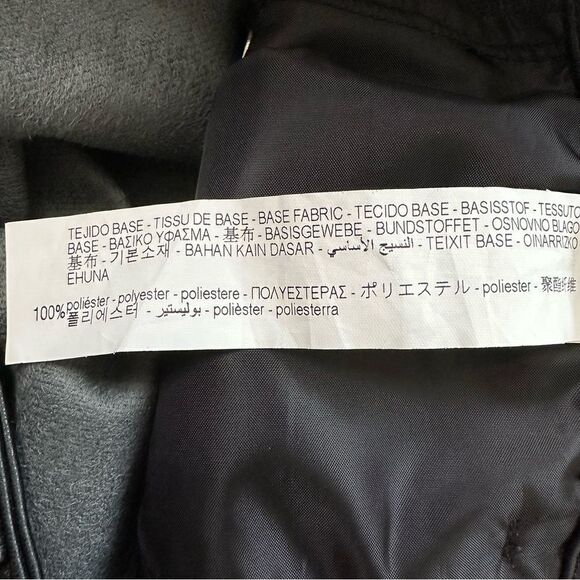 TEJIDO BASE - TISSU DE BASE - BASE FABRIC - TECIDO BASE - BASISSTOF - TESSUTO
BASE - ΒΑΣΙΚΟ ΥΦΑΣΜΑ - 基布 - BASISGEWEBE - BUNDSTOFFET - OSNOVNO BLAGO
基布 - 기본소재 - BAHAN KAIN DASAR - النسيج الأساسي - TEIXIT BASE - OINARRIZKO
EHUNA
100% poliéster - polyester - poliestere - ΠΟΛΥΕΣΤΕΡΑΣ - ポリエステル - poliester - 聚酯纤维
폴리에스터 - بوليستير - polièster - poliesterra